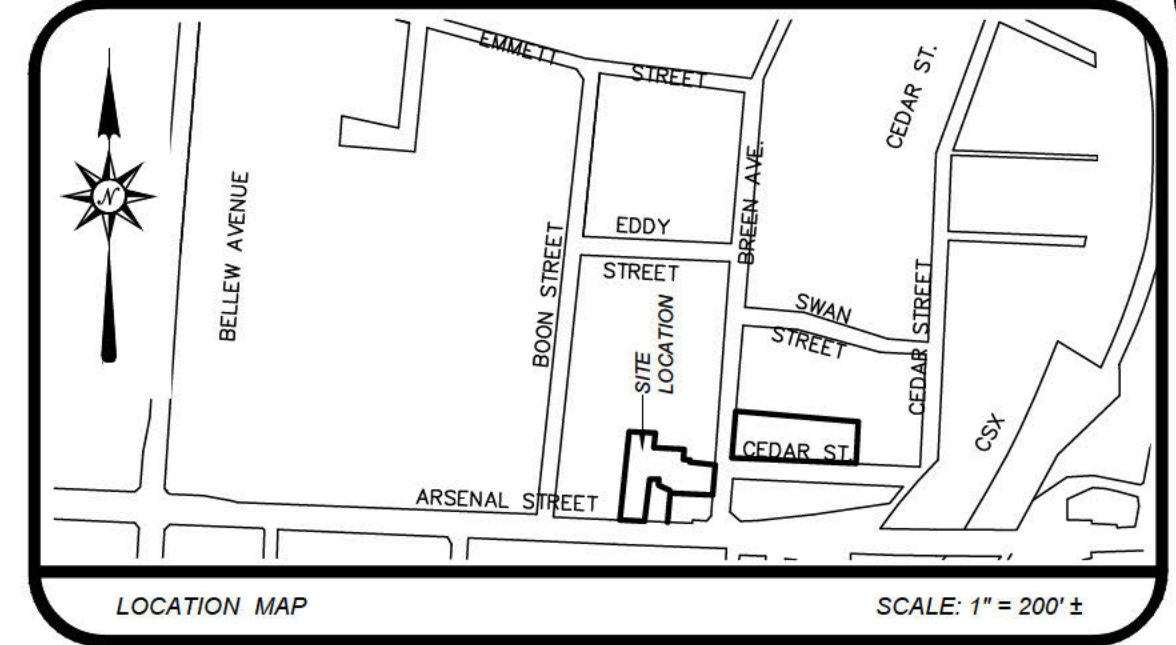 EMMETT
STREET
CEDAR ST.
N
BELLEW AVENUE
BOON STREET
EDDY
STREET
BREEN AVE.
SITE
LOCATION
SWAN
STREET
CEDAR STREET
CSX
CEDAR ST.
ARSENAL STREET
LOCATION MAP
SCALE: 1" = 200' ±